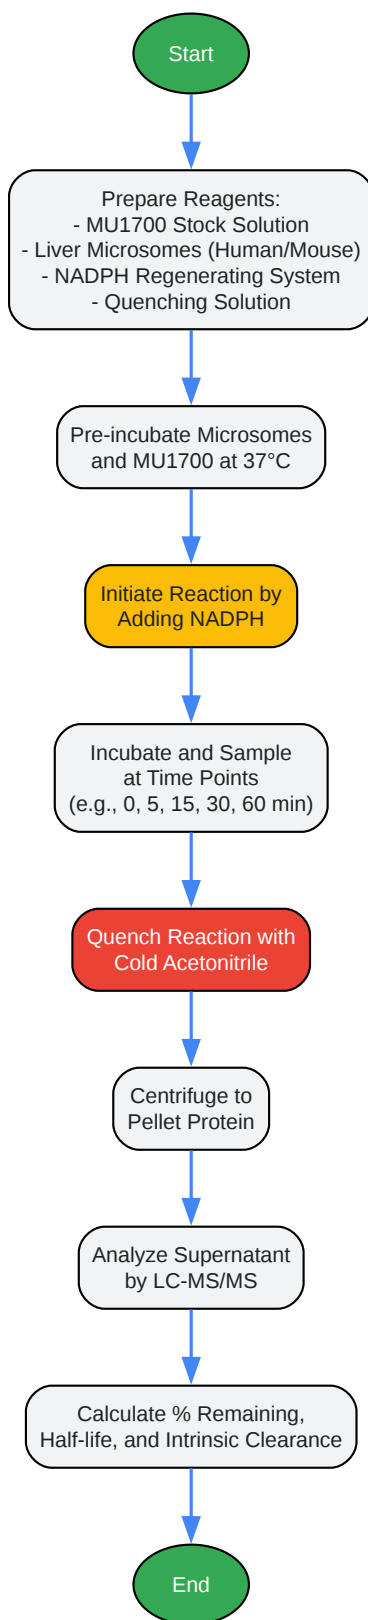 Start
Prepare Reagents:
- MU1700 Stock Solution
- Liver Microsomes (Human/Mouse)
- NADPH Regenerating System
- Quenching Solution
Pre-incubate Microsomes
and MU1700 at 37°C
Initiate Reaction by
Adding NADPH
Incubate and Sample
at Time Points
(e.g., 0, 5, 15, 30, 60 min)
Quench Reaction with
Cold Acetonitrile
Centrifuge to
Pellet Protein
Analyze Supernatant
by LC-MS/MS
Calculate % Remaining,
Half-life, and Intrinsic Clearance
End